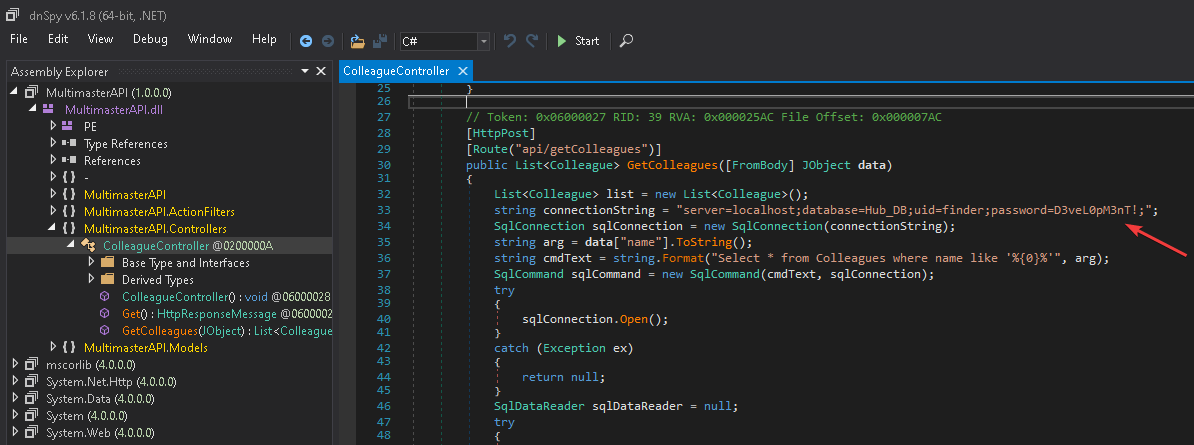 dnSpy v6.1.8 (64-bit, .NET)
File Edit View Debug Window Help C# Start
Assembly Explorer
MultimasterAPI (1.0.0.0)
MultimasterAPI.dll
PE
Type References
References
{ } -
{ } MultimasterAPI
{ } MultimasterAPI.ActionFilters
{ } MultimasterAPI.Controllers
ColleagueController @0200000A
Base Type and Interfaces
Derived Types
ColleagueController() : void @06000028
Get() : HttpResponseMessage @0600002
GetColleagues(JObject) : List<Colleague
{ } MultimasterAPI.Models
mscorlib (4.0.0.0)
System.Net.Http (4.0.0.0)
System.Data (4.0.0.0)
System (4.0.0.0)
System.Web (4.0.0.0)
ColleagueController
25 }
26
27 // Token: 0x06000027 RID: 39 RVA: 0x000025AC File Offset: 0x000007AC
28 [HttpPost]
29 [Route("api/getColleagues")]
30 public List<Colleague> GetColleagues([FromBody] JObject data)
31 {
32 List<Colleague> list = new List<Colleague>();
33 string connectionString = "server=localhost;database=Hub_DB;uid=finder;password=D3veL0pM3nT!;";
34 SqlConnection sqlConnection = new SqlConnection(connectionString);
35 string arg = data["name"].ToString();
36 string cmdText = string.Format("Select * from Colleagues where name like '%{0}%'", arg);
37 SqlCommand sqlCommand = new SqlCommand(cmdText, sqlConnection);
38 try
39 {
40 sqlConnection.Open();
41 }
42 catch (Exception ex)
43 {
44 return null;
45 }
46 SqlDataReader sqlDataReader = null;
47 try
48 {